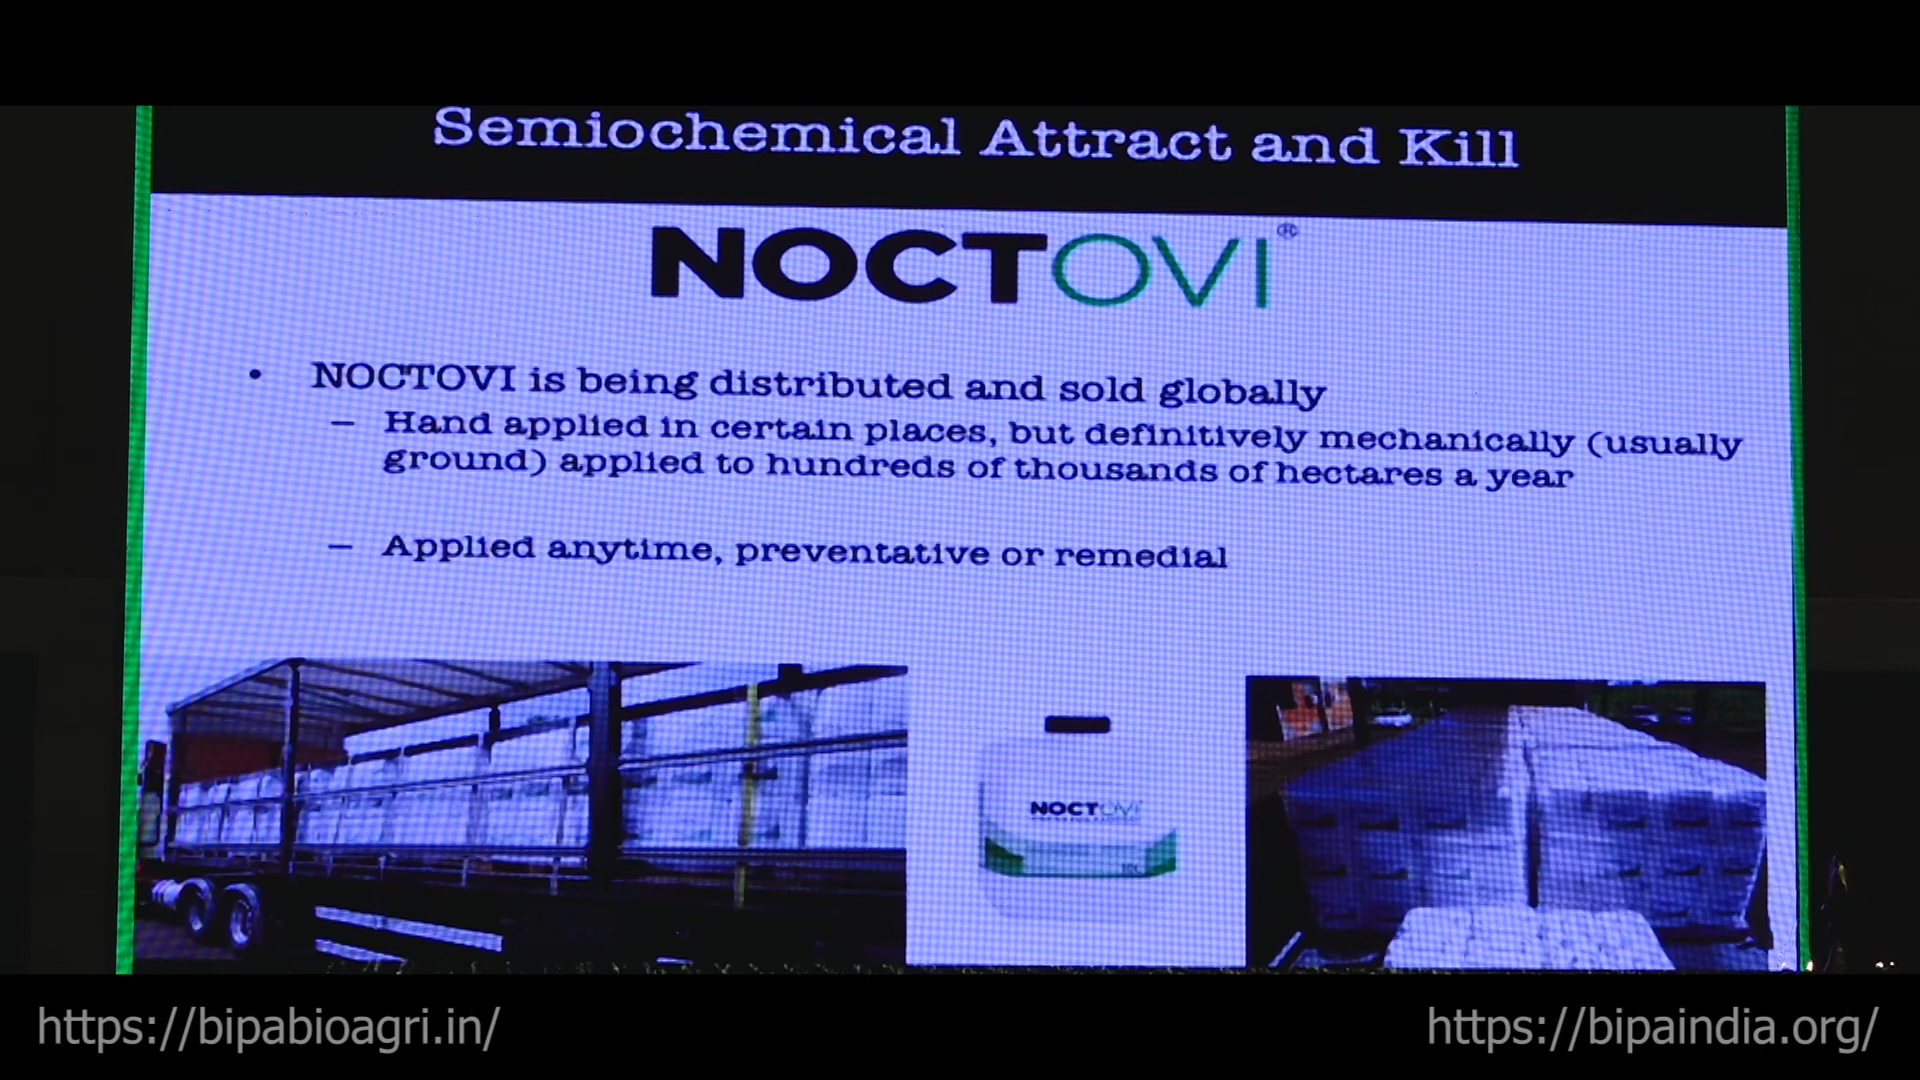 Semiochemical Attract and Kill
NOCTOVI®
• NOCTOVI is being distributed and sold globally
– Hand applied in certain places, but definitively mechanically (usually
ground) applied to hundreds of thousands of hectares a year
– Applied anytime, preventative or remedial
NOCTOVI
https://bipabioagri.in/
https://bipaindia.org/